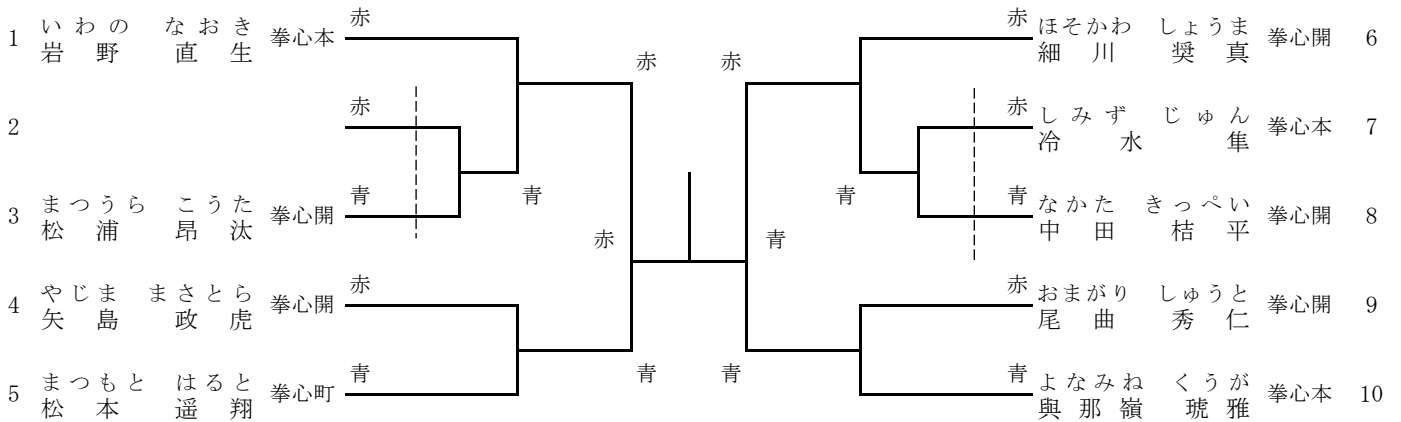 赤
いわの なおき
1 岩野 直生 拳心本
赤
2
青
まつうら こうた
3 松浦 昂汰 拳心開
青
赤
やじま まさとら
4 矢島 政虎 拳心開
赤
青
まつもと はると
5 松本 遥翔 拳心町
青
赤 赤
赤 青
青 青
赤
ほそかわ しょうま
細川 奨真 拳心開 6
赤
しみず じゅん
冷水 隼 拳心本 7
青
なかた きっぺい
中田 桔平 拳心開 8
青
赤
おまがり しゅうと
尾曲 秀仁 拳心開 9
青
よなみね くうが
與那嶺 琥雅 拳心本 10